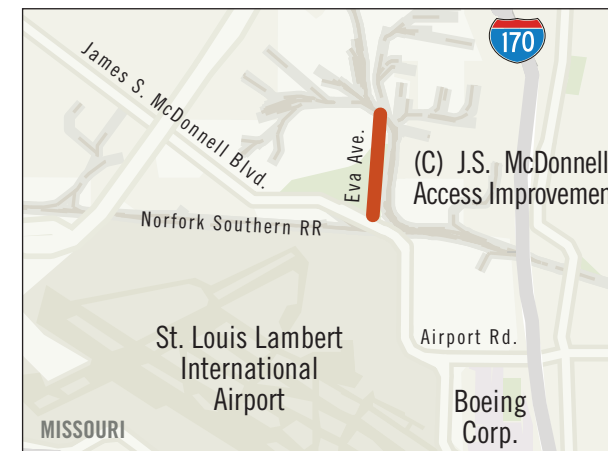 170
James S. McDonnell Blvd.
Eva Ave.
(C) J.S. McDonnell
Access Improvemen
Norfork Southern RR
St. Louis Lambert
International
Airport
Airport Rd.
Boeing
Corp.
MISSOURI